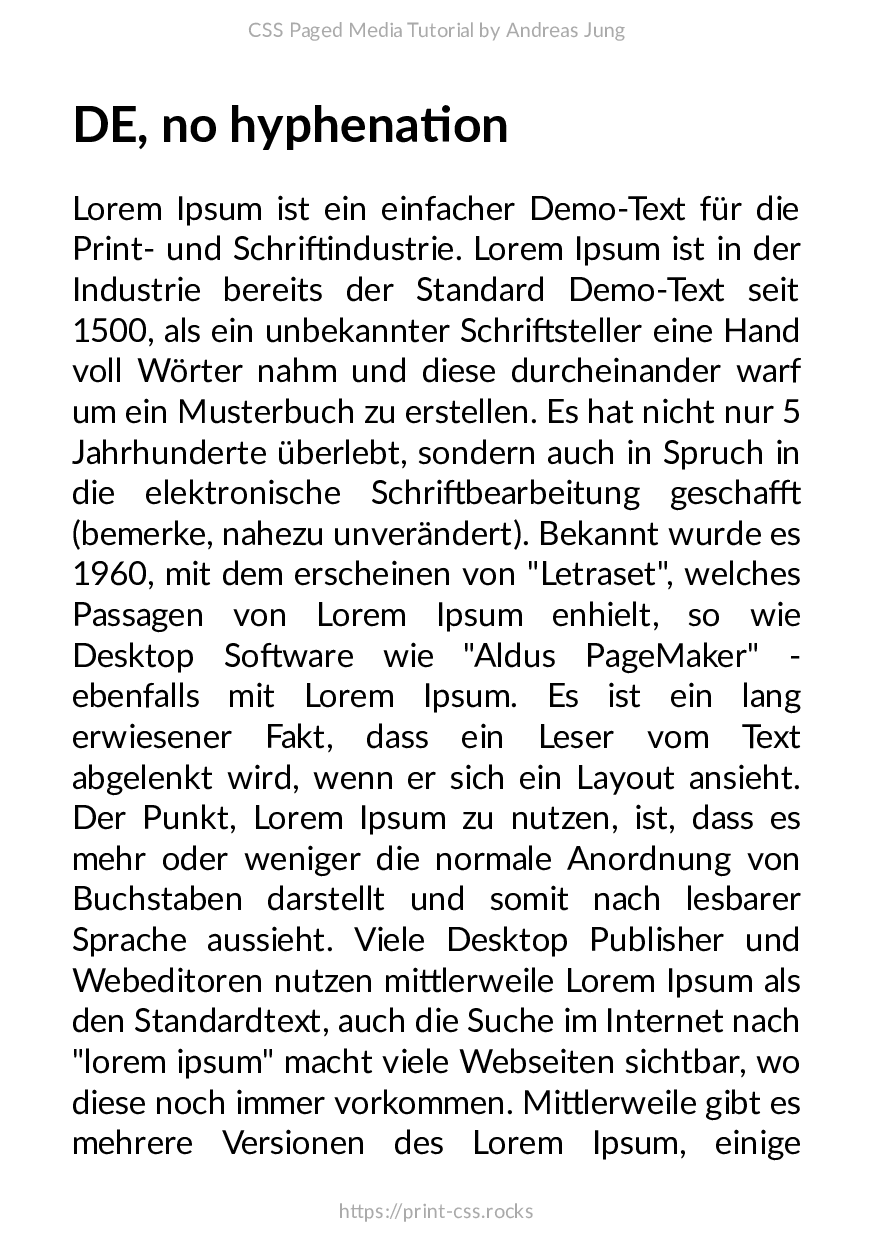 CSS Paged Media Tutorial by Andreas Jung
DE, no hyphenation
Lorem Ipsum ist ein einfacher Demo-Text für die
Print- und Schriftindustrie. Lorem Ipsum ist in der
Industrie bereits der Standard Demo-Text seit
1500, als ein unbekannter Schriftsteller eine Hand
voll Wörter nahm und diese durcheinander warf
um ein Musterbuch zu erstellen. Es hat nicht nur 5
Jahrhunderte überlebt, sondern auch in Spruch in
die elektronische Schriftbearbeitung geschafft
(bemerke, nahezu unverändert). Bekannt wurde es
1960, mit dem erscheinen von "Letraset", welches
Passagen von Lorem Ipsum enhielt, so wie
Desktop Software wie "Aldus PageMaker" -
ebenfalls mit Lorem Ipsum. Es ist ein lang
erwiesener Fakt, dass ein Leser vom Text
abgelenkt wird, wenn er sich ein Layout ansieht.
Der Punkt, Lorem Ipsum zu nutzen, ist, dass es
mehr oder weniger die normale Anordnung von
Buchstaben darstellt und somit nach lesbarer
Sprache aussieht. Viele Desktop Publisher und
Webeditoren nutzen mittlerweile Lorem Ipsum als
den Standardtext, auch die Suche im Internet nach
"lorem ipsum" macht viele Webseiten sichtbar, wo
diese noch immer vorkommen. Mittlerweile gibt es
mehrere Versionen des Lorem Ipsum, einige
https://print-css.rocks